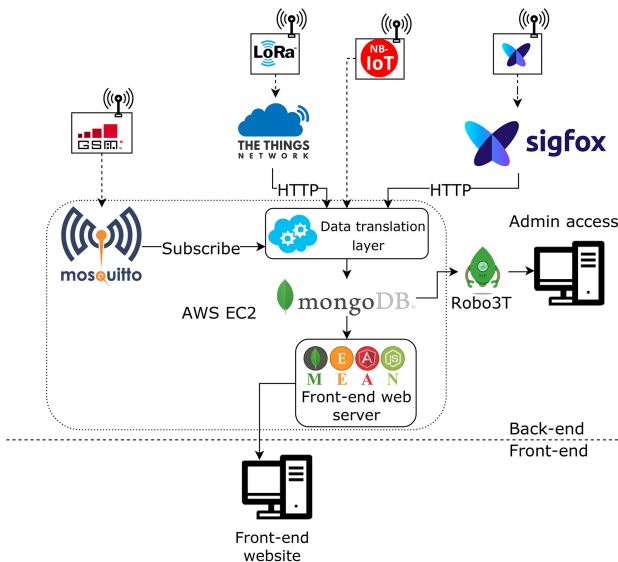 LoRa
NB-
IoT
GSM
THE THINGS
NETWORK
sigfox
HTTP
HTTP
Data translation
layer
Admin access
mosquitto
Subscribe
mongoDB
Robo3T
AWS EC2
E
A
JS
M E A N
Front-end web
server
Back-end
Front-end
Front-end
website